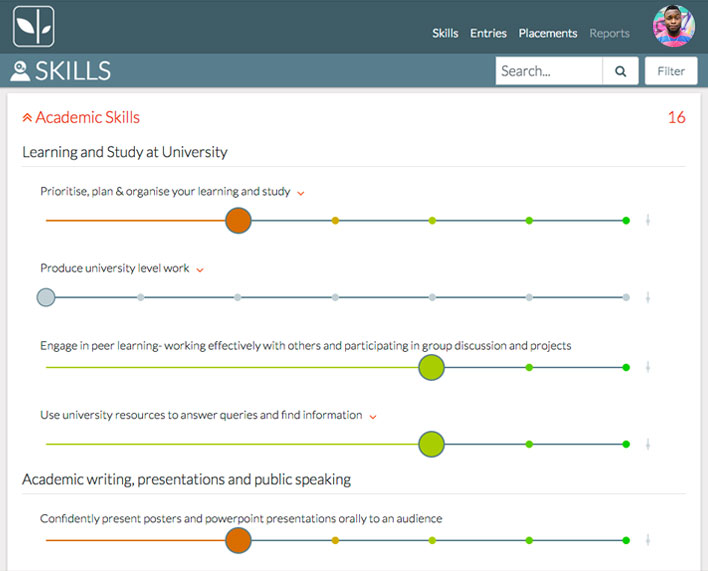 Skills Entries Placements Reports
SKILLS
Search... Filter
Academic Skills 16
Learning and Study at University
Prioritise, plan & organise your learning and study
Produce university level work
Engage in peer learning- working effectively with others and participating in group discussion and projects
Use university resources to answer queries and find information
Academic writing, presentations and public speaking
Confidently present posters and powerpoint presentations orally to an audience